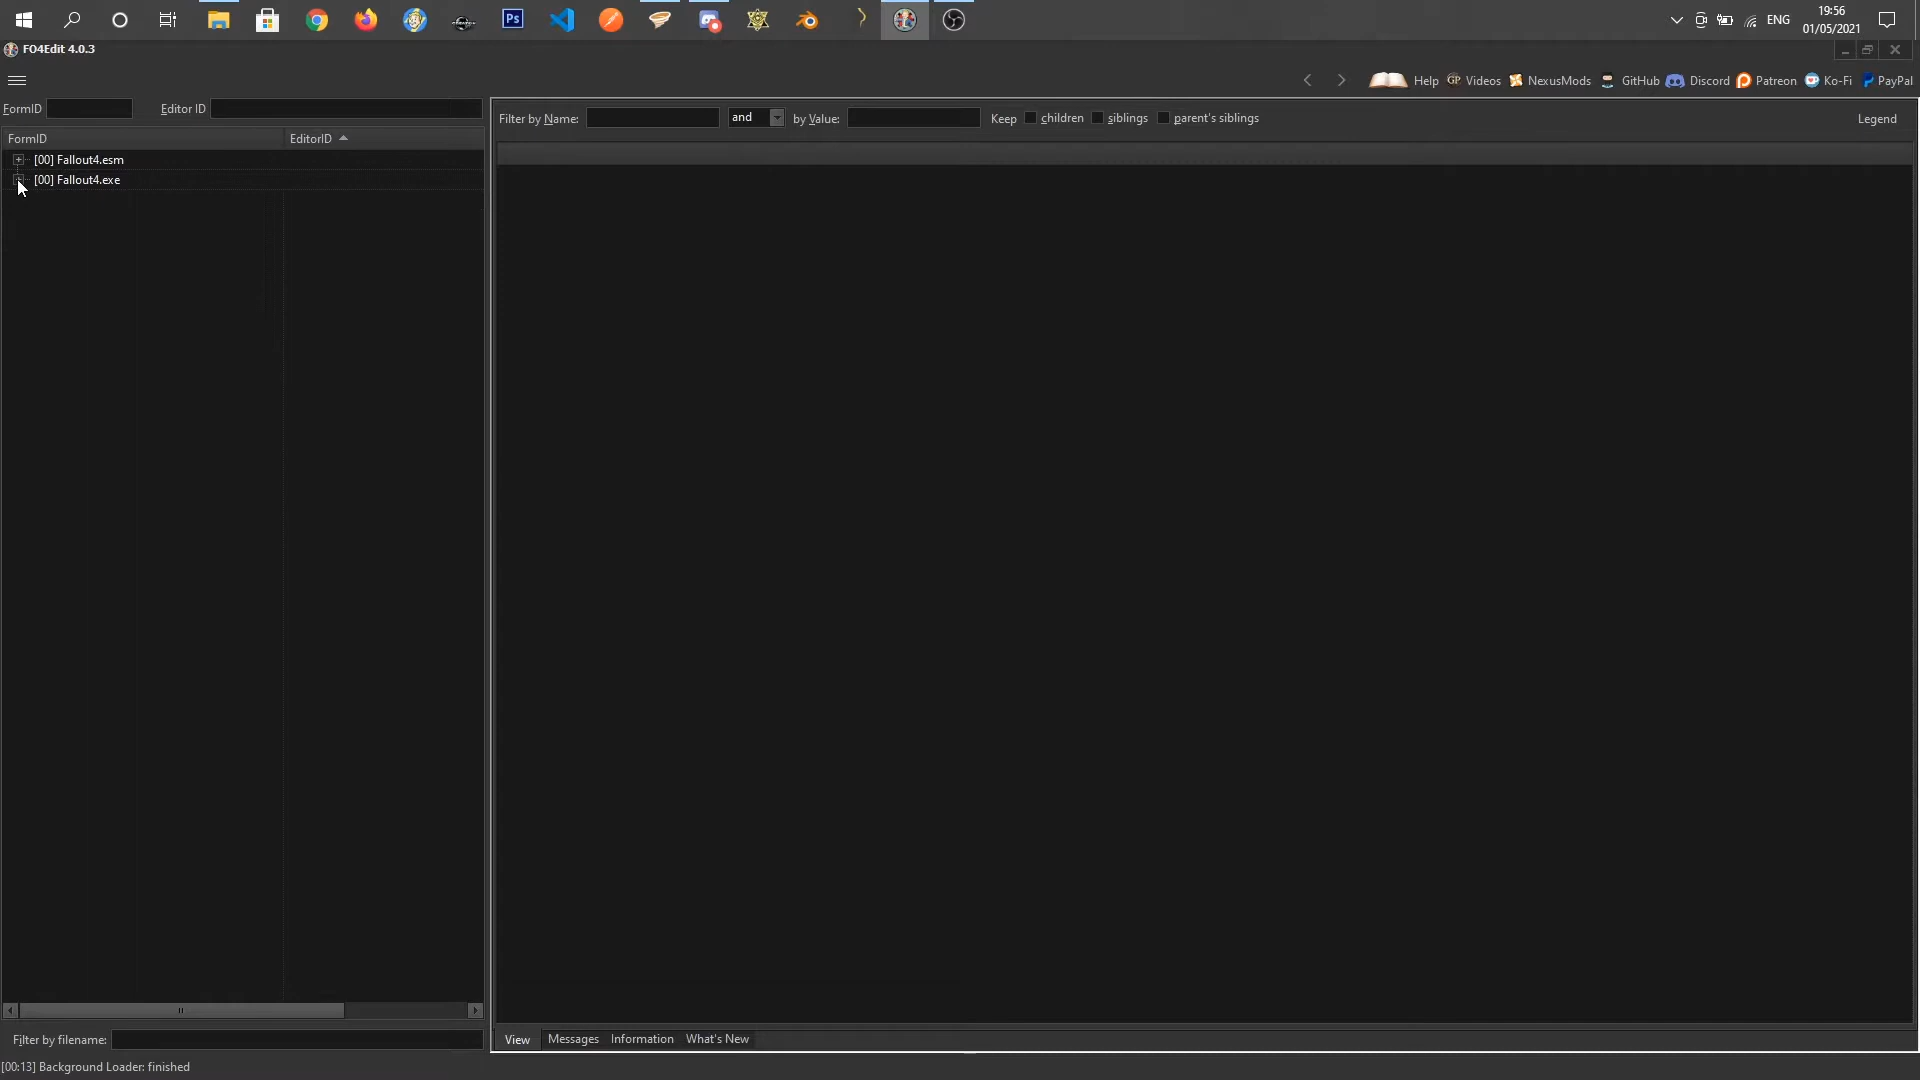 Ps
ENG
19:56
01/05/2021
FO4Edit 4.0.3
Help GP Videos NexusMods GitHub Discord Patreon Ko-Fi PayPal
FormID Editor ID
Filter by Name: and by Value: Keep children siblings parent's siblings Legend
FormID EditorID
[00] Fallout4.esm
[00] Fallout4.exe
Filter by filename:
View Messages Information What's New
[00:13] Background Loader: finished